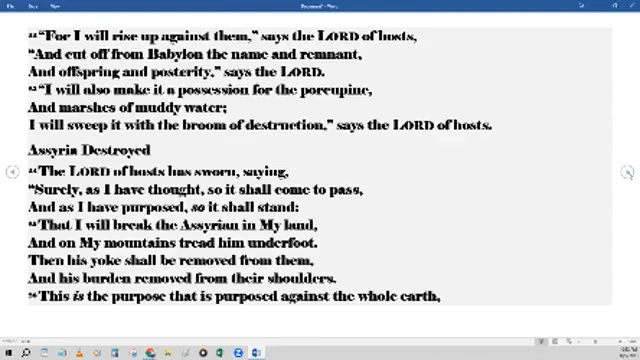 ²²“For I will rise up against them,” says the LORD of hosts,
“And cut off from Babylon the name and remnant,
And offspring and posterity,” says the LORD.
²³“I will also make it a possession for the porcupine,
And marshes of muddy water;
I will sweep it with the broom of destruction,” says the LORD of hosts.
Assyria Destroyed
²⁴The LORD of hosts has sworn, saying,
“Surely, as I have thought, so it shall come to pass,
And as I have purposed, so it shall stand:
²⁵That I will break the Assyrian in My land,
And on My mountains tread him underfoot.
Then his yoke shall be removed from them,
And his burden removed from their shoulders.
²⁶This is the purpose that is purposed against the whole earth,